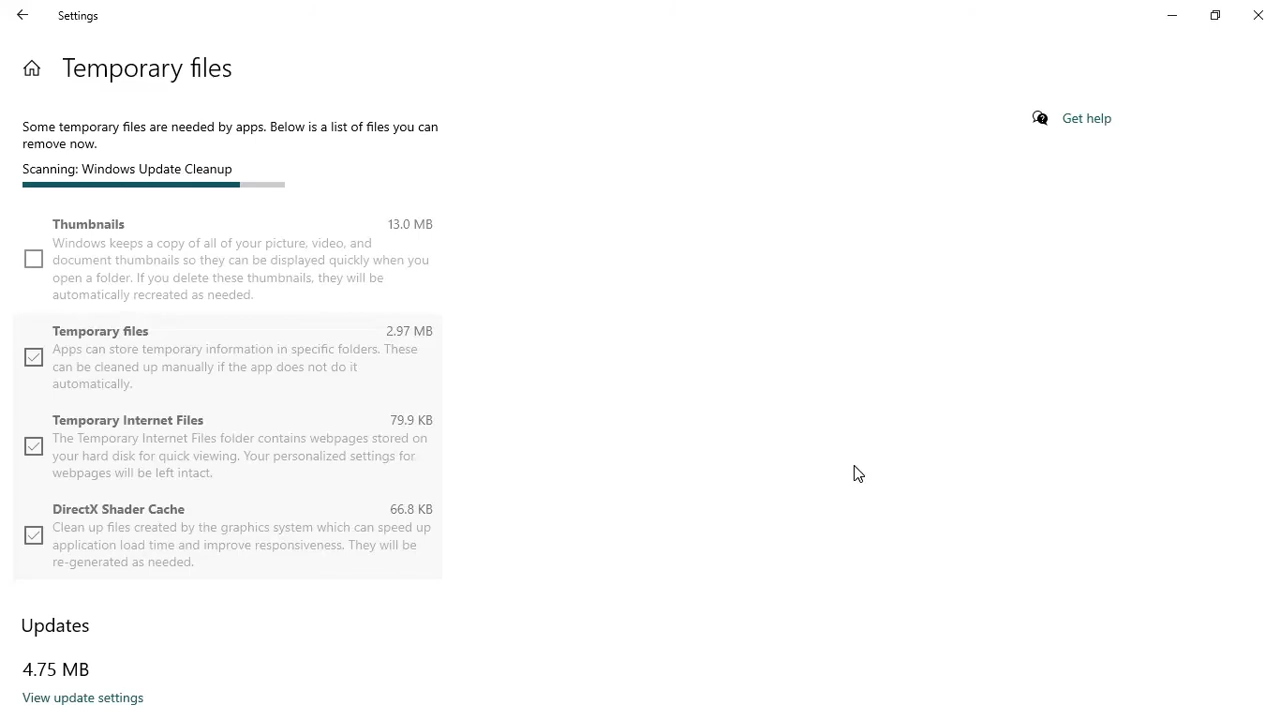 Settings
Temporary files
Some temporary files are needed by apps. Below is a list of files you can
remove now.
Get help
Scanning: Windows Update Cleanup
Thumbnails 13.0 MB
Windows keeps a copy of all of your picture, video, and
document thumbnails so they can be displayed quickly when you
open a folder. If you delete these thumbnails, they will be
automatically recreated as needed.
Temporary files 2.97 MB
Apps can store temporary information in specific folders. These
can be cleaned up manually if the app does not do it
automatically.
Temporary Internet Files 79.9 KB
The Temporary Internet Files folder contains webpages stored on
your hard disk for quick viewing. Your personalized settings for
webpages will be left intact.
DirectX Shader Cache 66.8 KB
Clean up files created by the graphics system which can speed up
application load time and improve responsiveness. They will be
re-generated as needed.
Updates
4.75 MB
View update settings